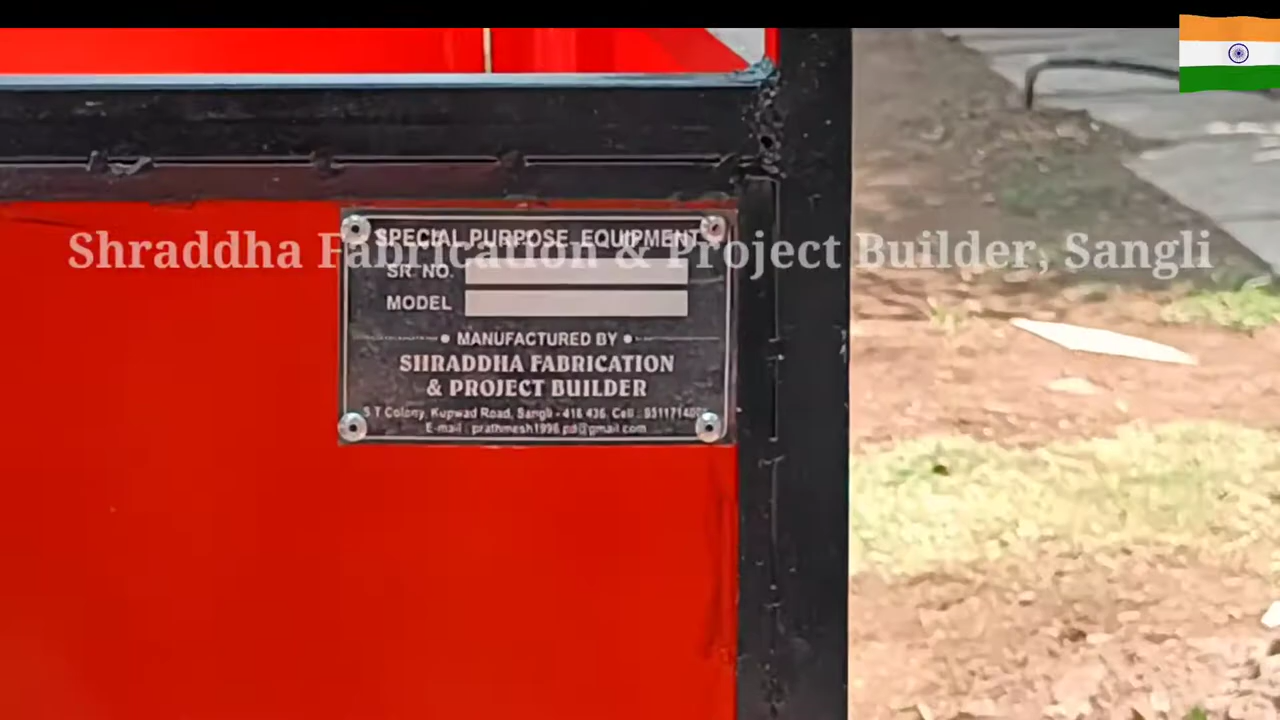 Shraddha Fabrication & Project Builder, Sangli
SPECIAL PURPOSE EQUIPMENT
SR. NO.
MODEL
● MANUFACTURED BY ●
SHRADDHA FABRICATION
& PROJECT BUILDER
S T Colony, Kupwad Road, Sangli - 416 436, Cell :
E-mail : prathmesh1996.pd@gmail.com